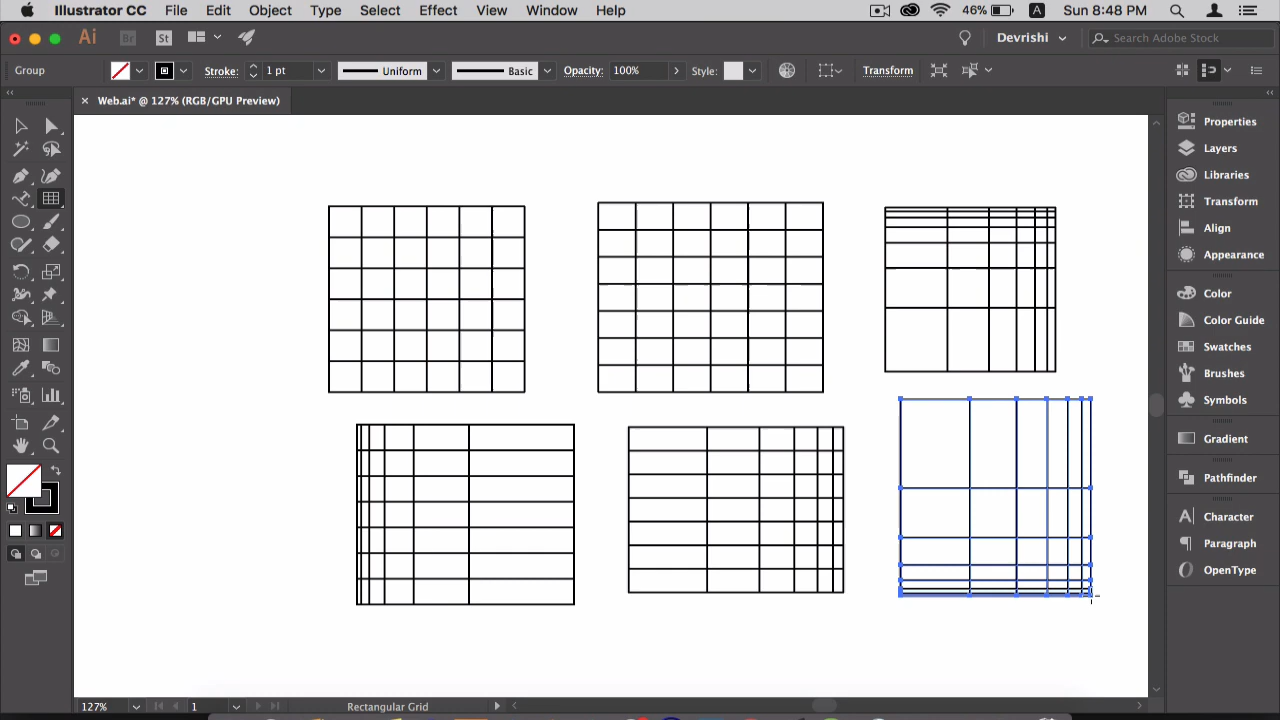 Illustrator CC File Edit Object Type Select Effect View Window Help 46% A Sun 8:48 PM
Ai Br St Devrishi Search Adobe Stock
Group Stroke: 1 pt Uniform Basic Opacity: 100% Style: Transform
Web.ai* @ 127% (RGB/GPU Preview)
Properties
Layers
Libraries
Transform
Align
Appearance
Color
Color Guide
Swatches
Brushes
Symbols
Gradient
Pathfinder
Character
Paragraph
OpenType
127% 1 Rectangular Grid